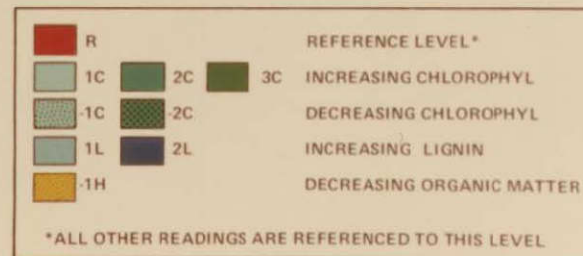 R REFERENCE LEVEL*
1C 2C 3C INCREASING CHLOROPHYL
-1C -2C DECREASING CHLOROPHYL
1L 2L INCREASING LIGNIN
-1H DECREASING ORGANIC MATTER
*ALL OTHER READINGS ARE REFERENCED TO THIS LEVEL